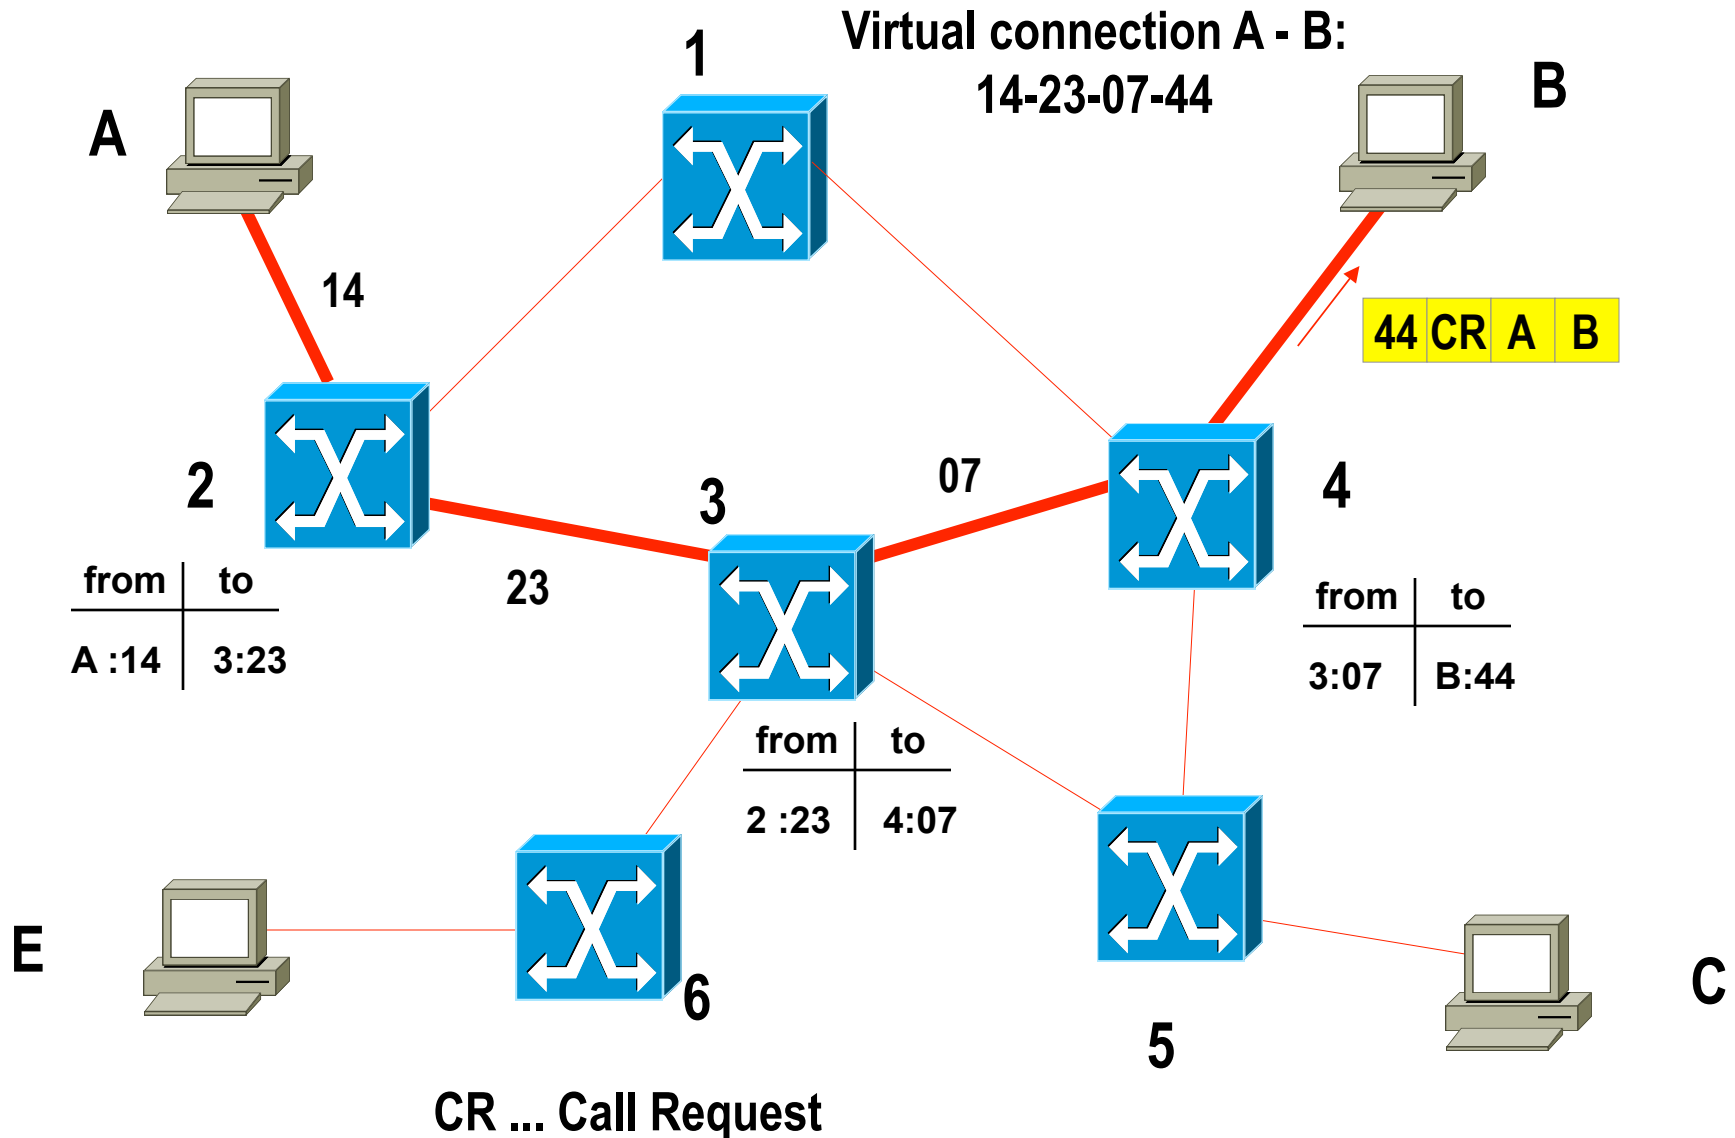 Virtual connection A - B:
14-23-07-44
1
A
B
14
44 CR A B
2
3
07
4
23
from to
A :14 3:23
from to
3:07 B:44
from to
2 :23 4:07
E
6
C
5
CR ... Call Request